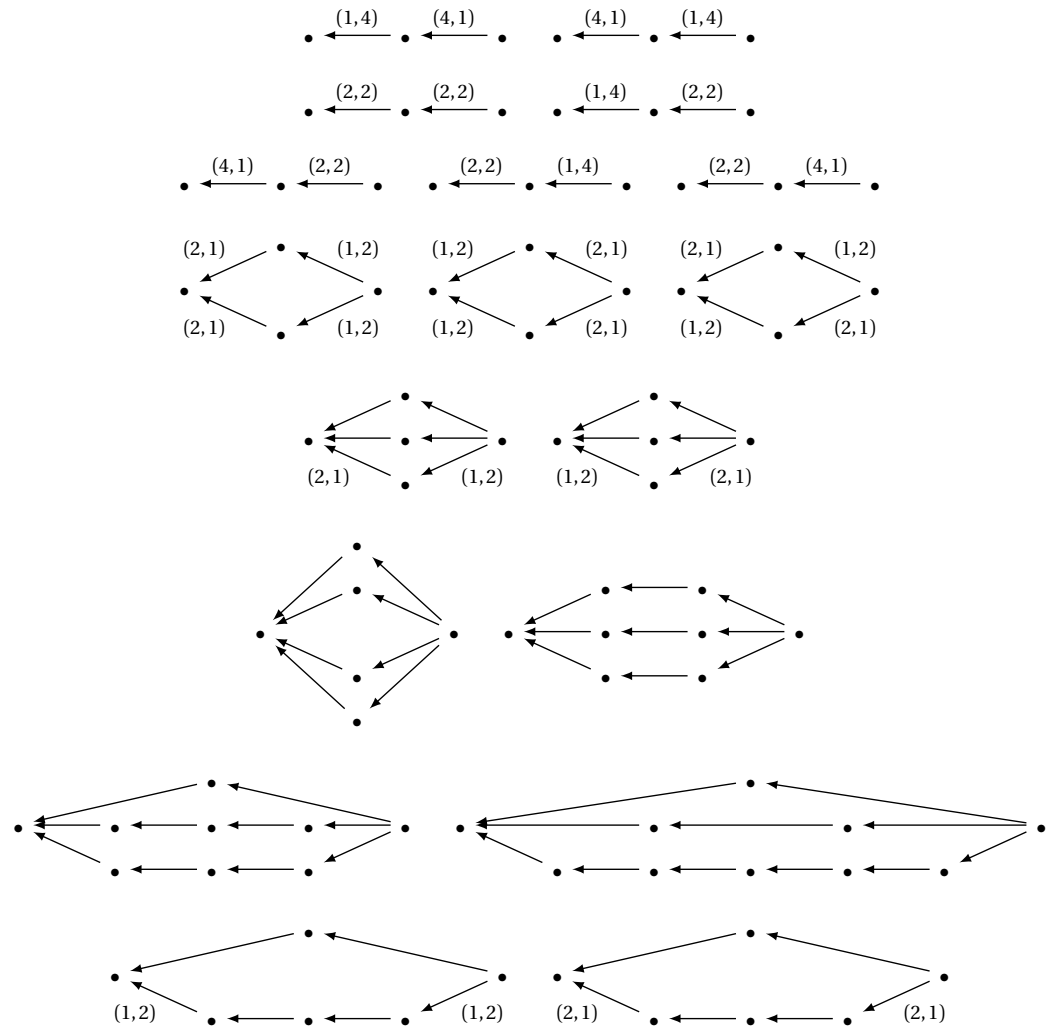 (1,4) (4,1) (4,1) (1,4)
(2,2) (2,2) (1,4) (2,2)
(4,1) (2,2) (2,2) (1,4) (2,2) (4,1)
(2,1) (1,2) (1,2) (2,1) (2,1) (1,2)
(2,1) (1,2) (1,2) (2,1) (1,2) (2,1)
(2,1) (1,2) (1,2) (2,1)
(1,2) (1,2) (2,1) (2,1)